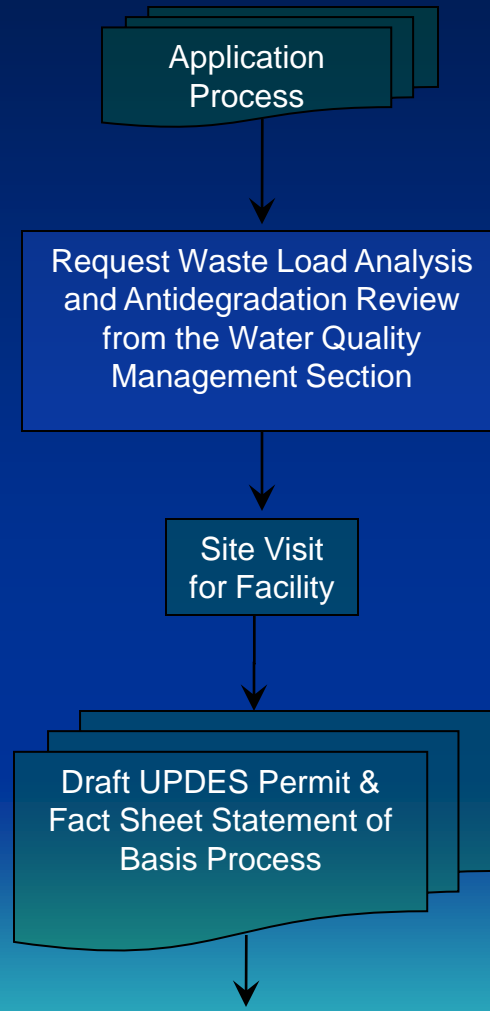 Application
Process
Request Waste Load Analysis
and Antidegradation Review
from the Water Quality
Management Section
Site Visit
for Facility
Draft UPDES Permit &
Fact Sheet Statement of
Basis Process